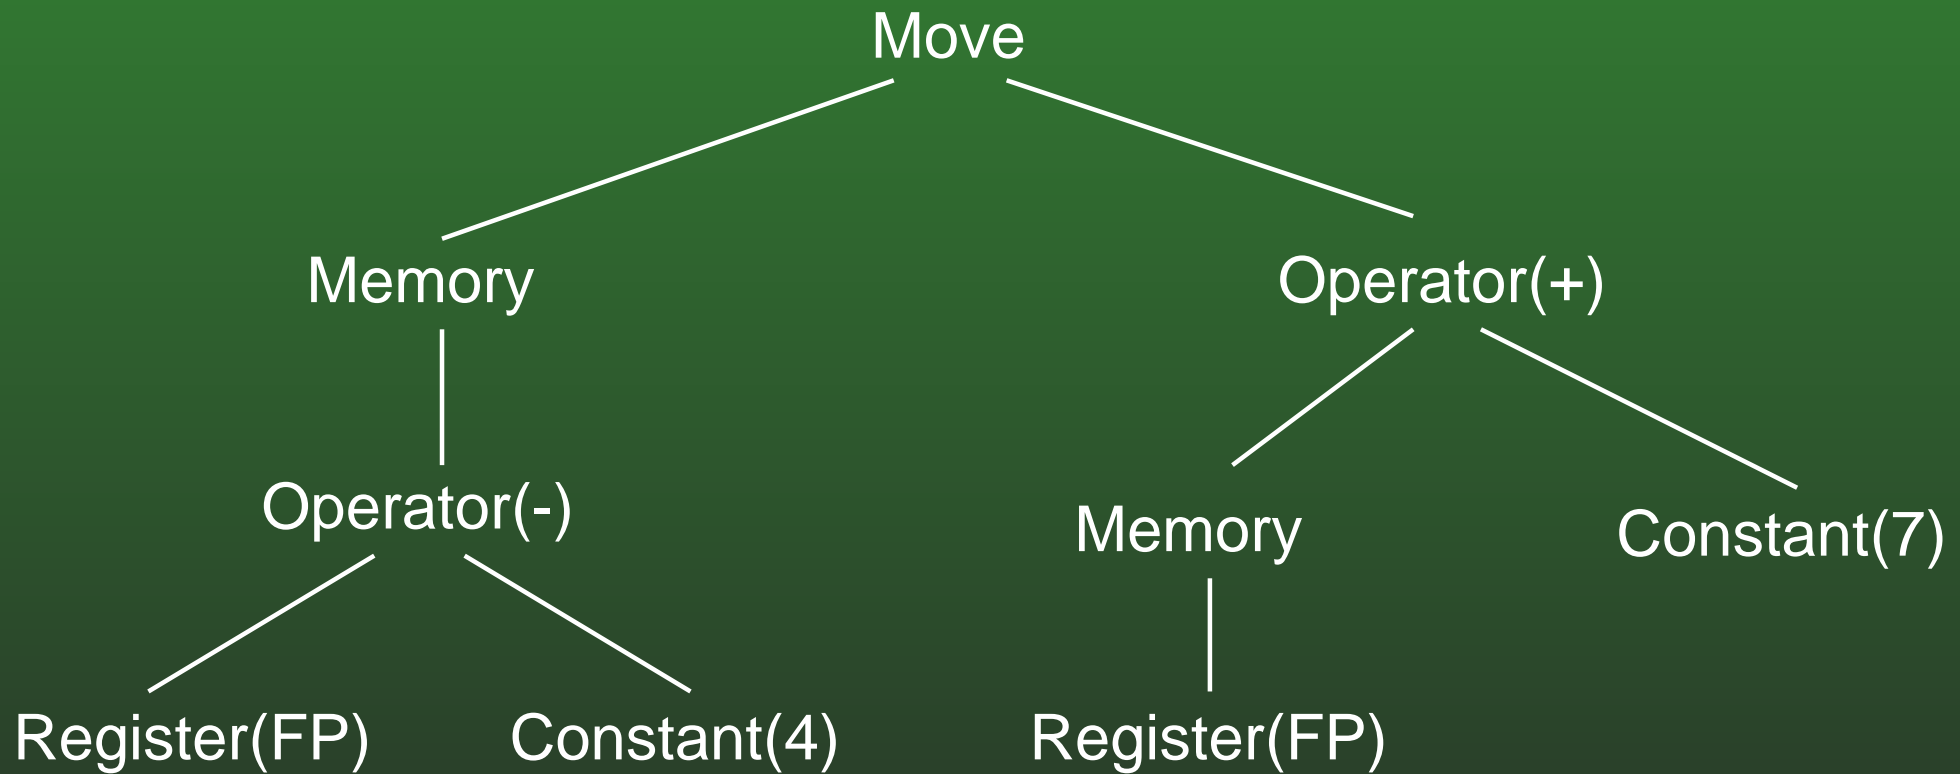 Move
Memory
Operator(+)
Operator(-)
Memory
Constant(7)
Register(FP)
Constant(4)
Register(FP)